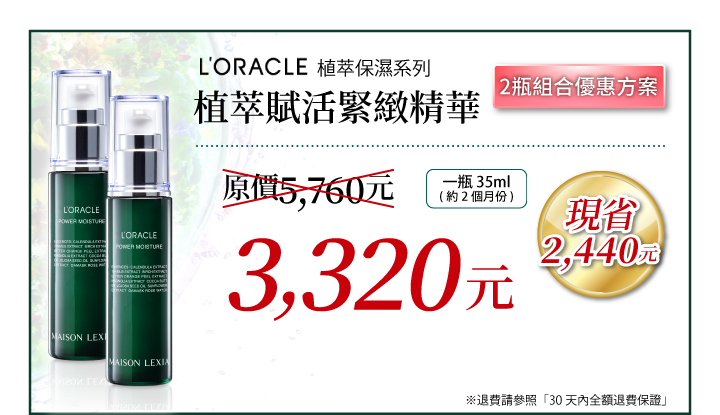 L'ORACLE 植萃保濕系列
植萃賦活緊緻精華
2瓶組合優惠方案
原價5,760元
一瓶 35ml
( 約 2 個月份 )
3,320元
現省
2,440元
L'ORACLE
POWER MOISTURE
MAISON LEXI
L'ORACLE
POWER MOISTURE
MAISON LEXIA
※退費請參照「30 天內全額退費保證」